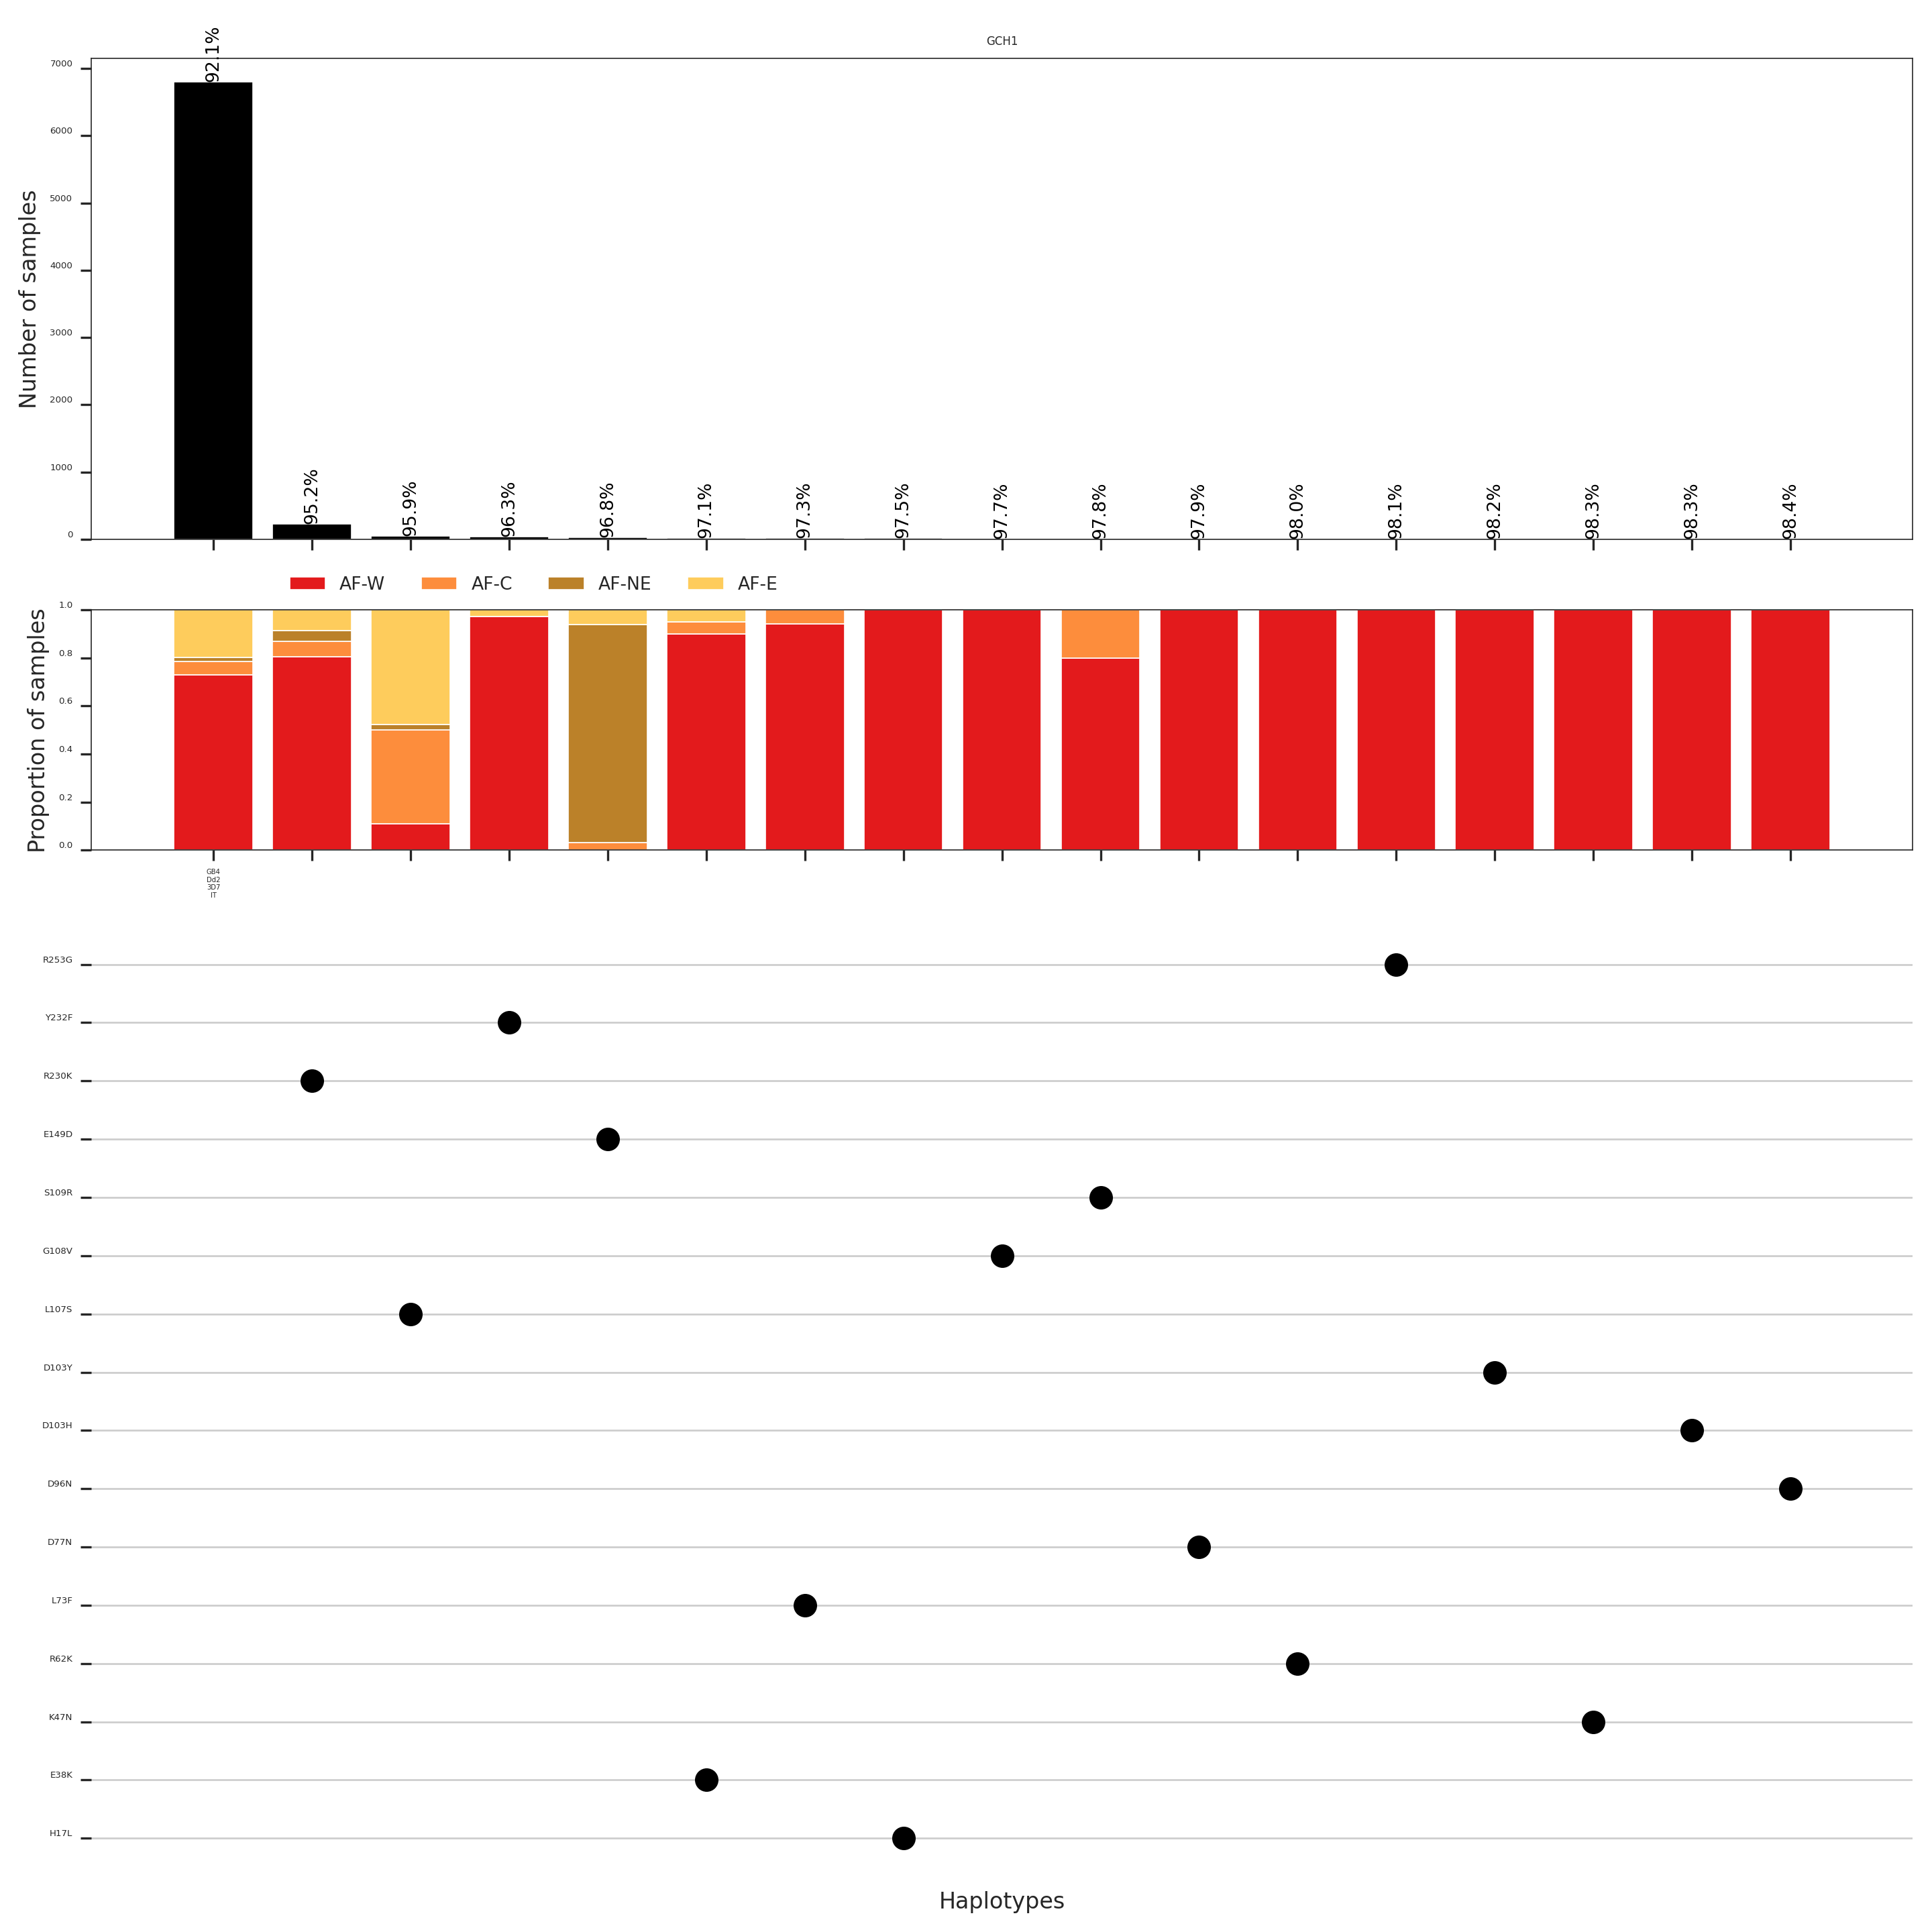 GCH1
Number of samples
7000
6000
5000
4000
3000
2000
1000
0
92.1%
95.2%
95.9%
96.3%
96.8%
97.1%
97.3%
97.5%
97.7%
97.8%
97.9%
98.0%
98.1%
98.2%
98.3%
98.3%
98.4%
AF-W AF-C AF-NE AF-E
Proportion of samples
1.0
0.8
0.6
0.4
0.2
0.0
GB4
Dd2
3D7
IT
R253G
Y232F
R230K
E149D
S109R
G108V
L107S
D103Y
D103H
D96N
D77N
L73F
R62K
K47N
E38K
H17L
Haplotypes